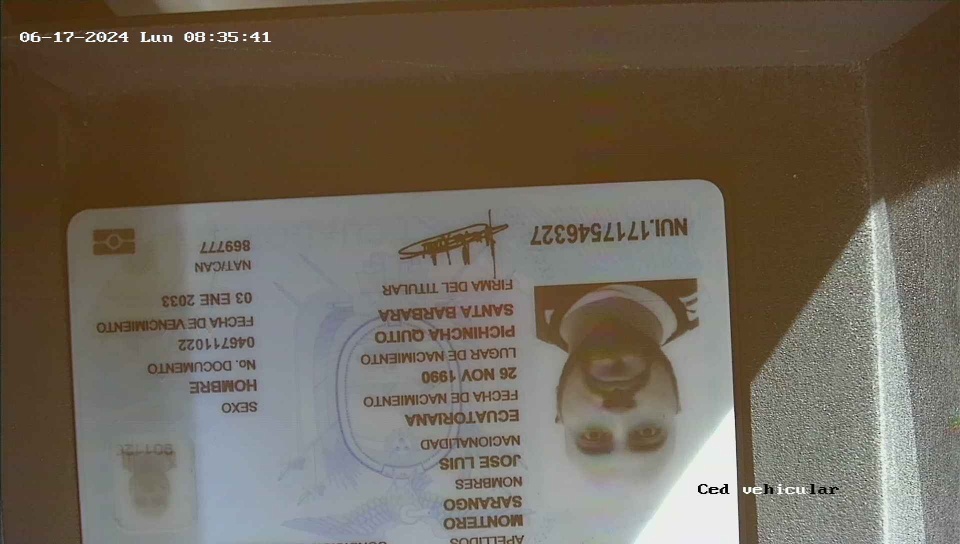 06-17-2024 Lun 08:35:41
APELLIDOS
MONTERO
SARANGO
NOMBRES
JOSE LUIS
NACIONALIDAD
ECUATORIANA
FECHA DE NACIMIENTO
26 NOV 1990
LUGAR DE NACIMIENTO
PICHINCHA QUITO
SANTA BARBARA
FIRMA DEL TITULAR
SEXO
HOMBRE
No. DOCUMENTO
046711022
FECHA DE VENCIMIENTO
03 ENE 2033
NAT/CAN
869777
NUI.1717546327
Ced vehicular